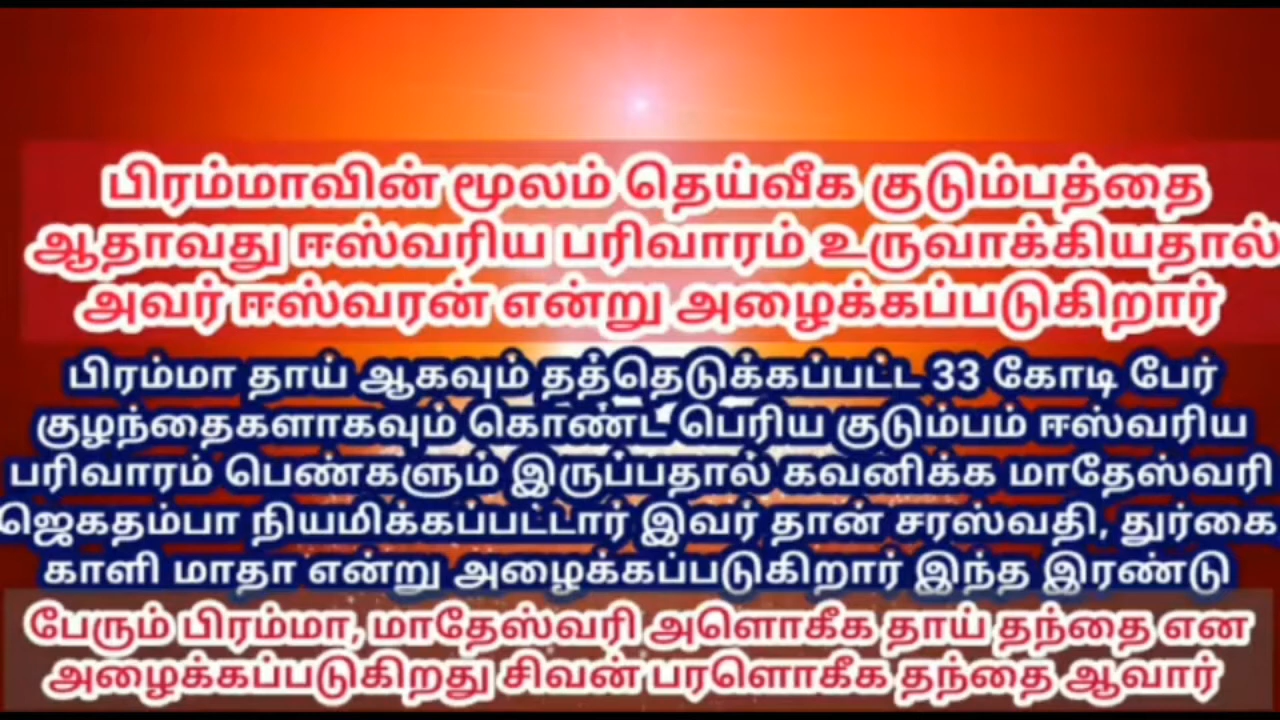 பிரம்மாவின் மூலம் தெய்வீக குடும்பத்தை
ஆதாவது ஈஸ்வரிய பரிவாரம் உருவாக்கியதால்
அவர் ஈஸ்வரன் என்று அழைக்கப்படுகிறார்
பிரம்மா தாய் ஆகவும் தத்தெடுக்கப்பட்ட 33 கோடி பேர்
குழந்தைகளாகவும் கொண்ட பெரிய குடும்பம் ஈஸ்வரிய
பரிவாரம் பெண்களும் இருப்பதால் கவனிக்க மாதேஸ்வரி
ஜெகதம்பா நியமிக்கப்பட்டார் இவர் தான் சரஸ்வதி, துர்கை,
காளி மாதா என்று அழைக்கப்படுகிறார் இந்த இரண்டு
பேரும் பிரம்மா, மாதேஸ்வரி அளொகீக தாய் தந்தை என
அழைக்கப்படுகிறது சிவன் பரளொகீக தந்தை ஆவார்